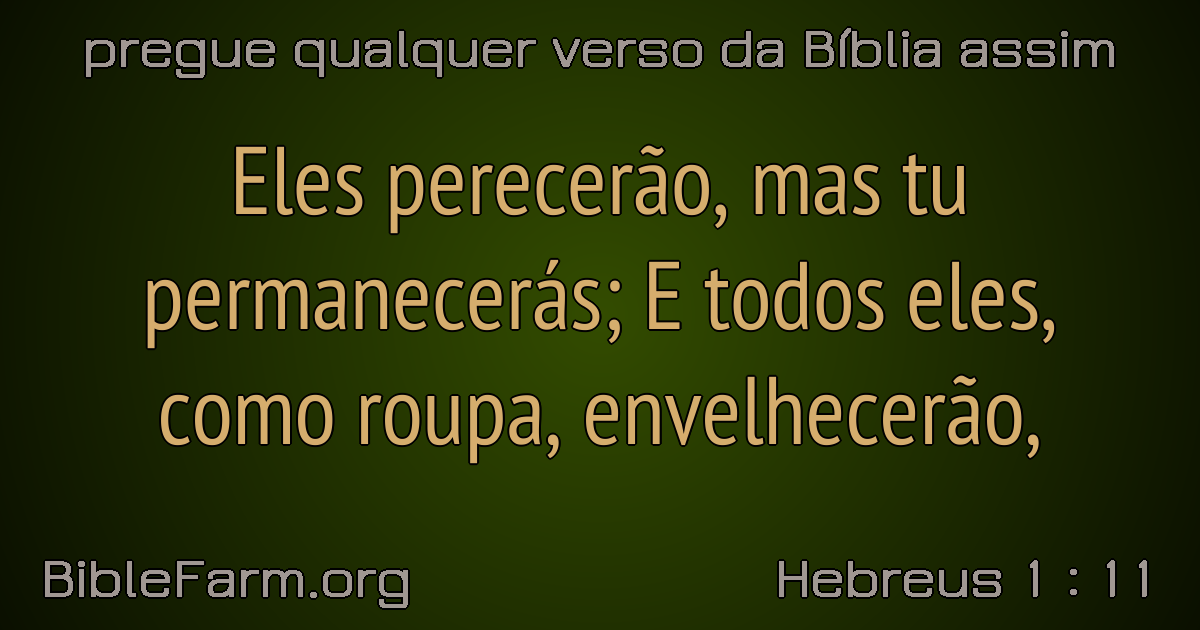 pregue qualquer verso da Bíblia assim
Eles perecerão, mas tu
permanecerás; E todos eles,
como roupa, envelhecerão,
BibleFarm.org
Hebreus 1 : 11